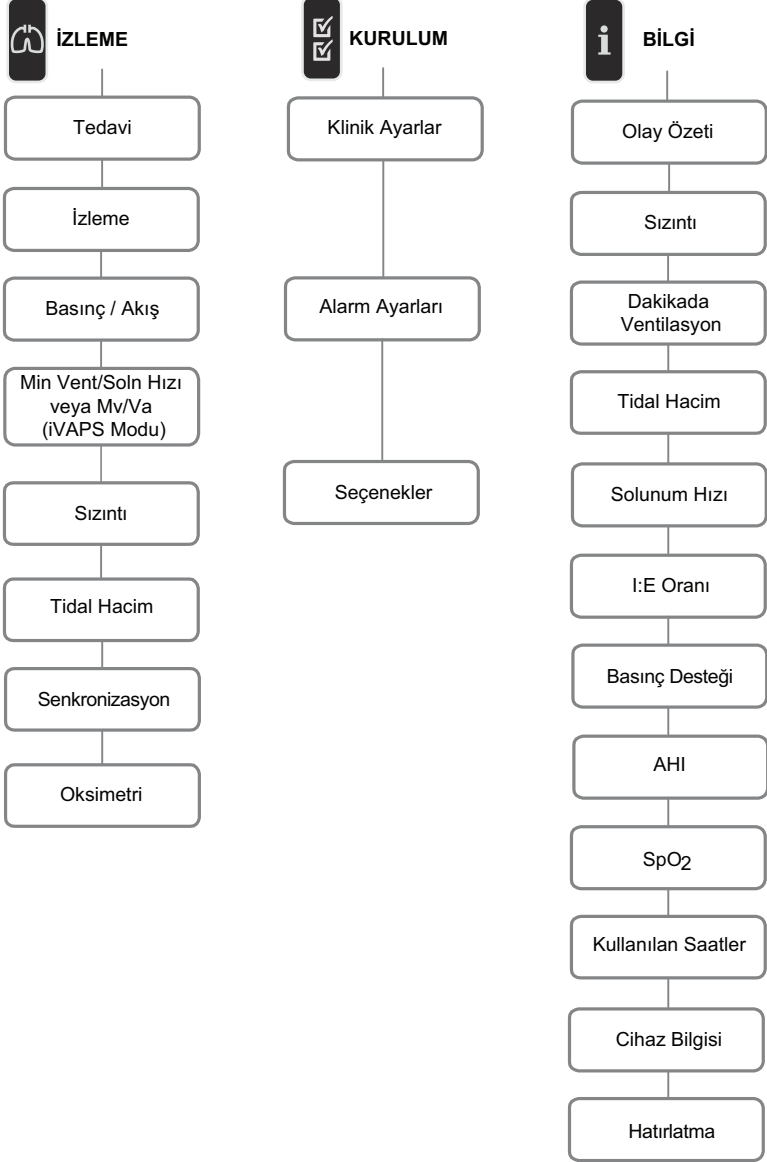 İZLEME
Tedavi
İzleme
Basınç / Akış
Min Vent/Soln Hızı
veya Mv/Va
(iVAPS Modu)
Sızıntı
Tidal Hacim
Senkronizasyon
Oksimetri
KURULUM
Klinik Ayarlar
Alarm Ayarları
Seçenekler
i BİLGİ
Olay Özeti
Sızıntı
Dakikada
Ventilasyon
Tidal Hacim
Solunum Hızı
I:E Oranı
Basınç Desteği
AHI
SpO2
Kullanılan Saatler
Cihaz Bilgisi
Hatırlatma